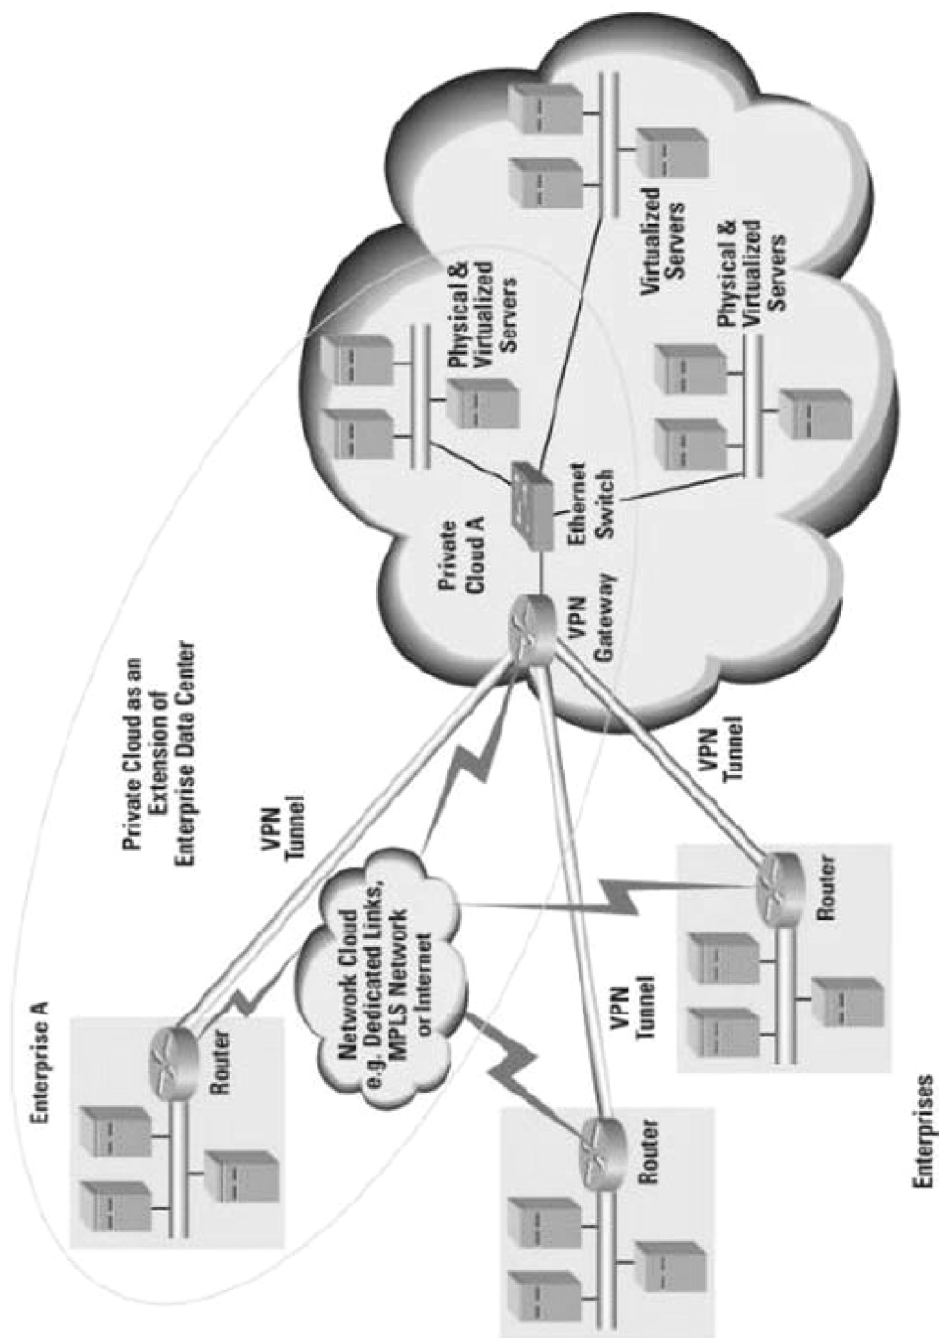 Enterprise A
Private Cloud as an
Extension of
Enterprise Data Center
Router
VPN
Tunnel
Network Cloud
e.g. Dedicated Links,
MPLS Network
or Internet
Private
Cloud A
Physical &
Virtualized
Servers
VPN
Gateway
Ethernet
Switch
Virtualized
Servers
Physical &
Virtualized
Servers
Router
VPN
Tunnel
VPN
Tunnel
Router
Enterprises